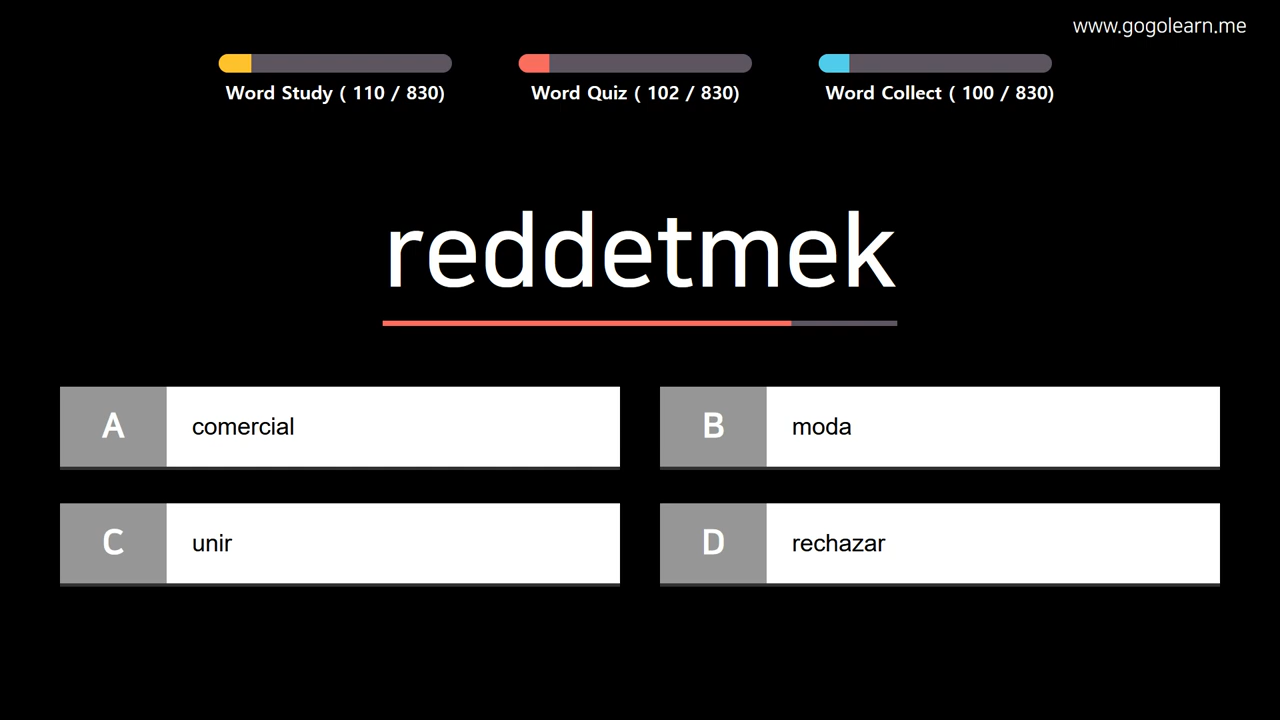 www.gogolearn.me
Word Study ( 110 / 830)
Word Quiz ( 102 / 830)
Word Collect ( 100 / 830)
reddetmek
A comercial
B moda
C unir
D rechazar